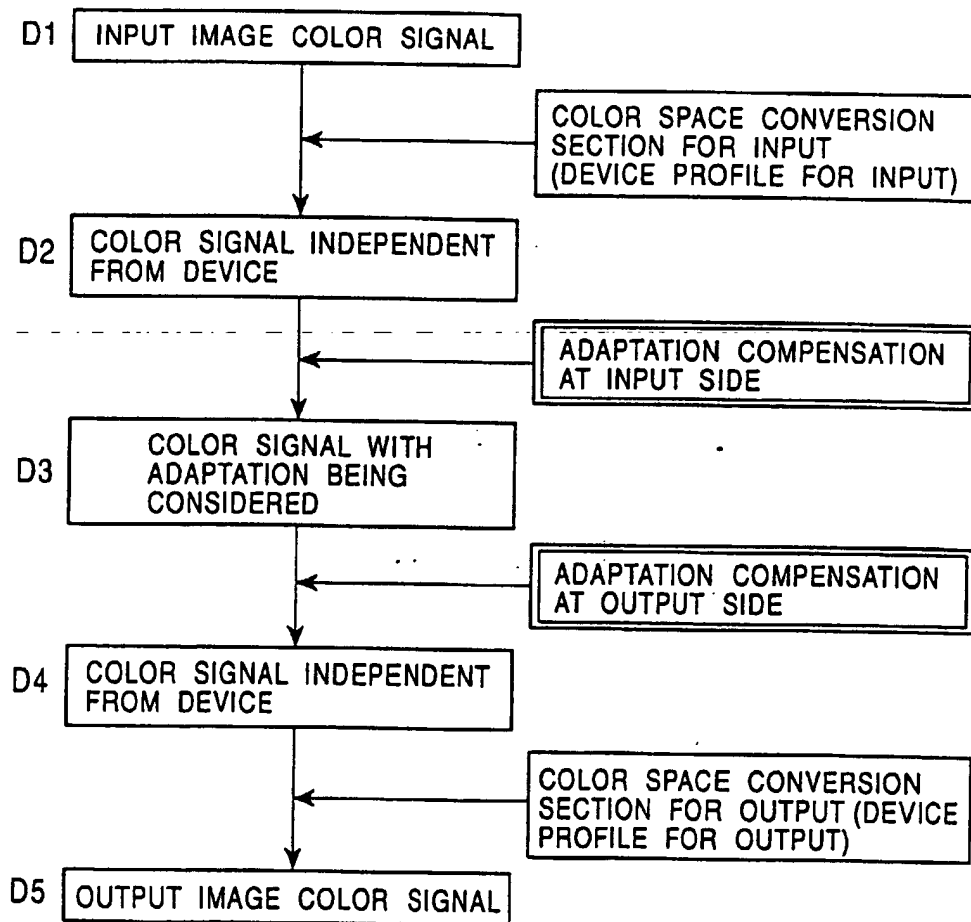 D1 INPUT IMAGE COLOR SIGNAL
COLOR SPACE CONVERSION
SECTION FOR INPUT
(DEVICE PROFILE FOR INPUT)
D2 COLOR SIGNAL INDEPENDENT
FROM DEVICE
ADAPTATION COMPENSATION
AT INPUT SIDE
D3 COLOR SIGNAL WITH
ADAPTATION BEING
CONSIDERED
ADAPTATION COMPENSATION
AT OUTPUT SIDE
D4 COLOR SIGNAL INDEPENDENT
FROM DEVICE
COLOR SPACE CONVERSION
SECTION FOR OUTPUT (DEVICE
PROFILE FOR OUTPUT)
D5 OUTPUT IMAGE COLOR SIGNAL